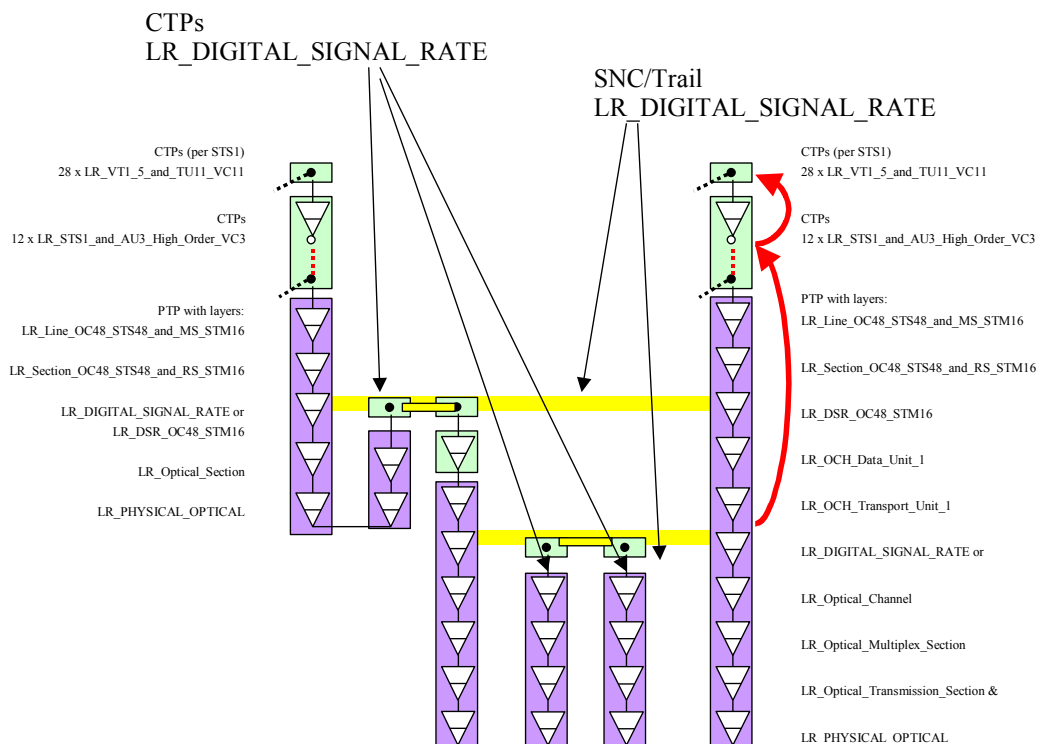 CTPs
LR_DIGITAL_SIGNAL_RATE
SNC/Trail
LR_DIGITAL_SIGNAL_RATE
CTPs (per STS1)
28 x LR_VT1_5_and_TU11_VC11
CTPs
12 x LR_STS1_and_AU3_High_Order_VC3
PTP with layers:
LR_Line_OC48_STS48_and_MS_STM16
LR_Section_OC48_STS48_and_RS_STM16
LR_DIGITAL_SIGNAL_RATE or
LR_DSR_OC48_STM16
LR_Optical_Section
LR_PHYSICAL_OPTICAL
CTPs (per STS1)
28 x LR_VT1_5_and_TU11_VC11
CTPs
12 x LR_STS1_and_AU3_High_Order_VC3
PTP with layers:
LR_Line_OC48_STS48_and_MS_STM16
LR_Section_OC48_STS48_and_RS_STM16
LR_DSR_OC48_STM16
LR_OCH_Data_Unit_1
LR_OCH_Transport_Unit_1
LR_DIGITAL_SIGNAL_RATE or
LR_Optical_Channel
LR_Optical_Multiplex_Section
LR_Optical_Transmission_Section &
LR_PHYSICAL_OPTICAL